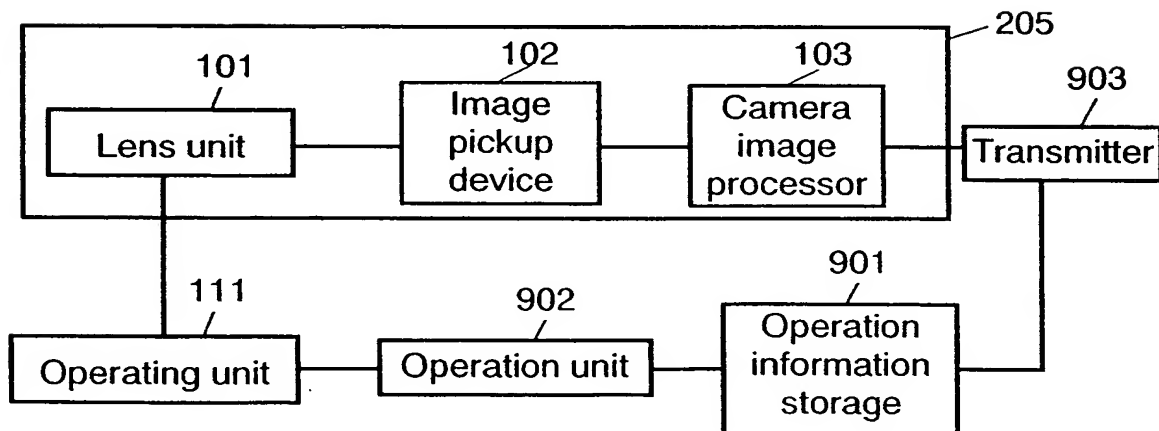 205
101
102
103
903
Lens unit
Image
pickup
device
Camera
image
processor
Transmitter
111
902
901
Operating unit
Operation unit
Operation
information
storage